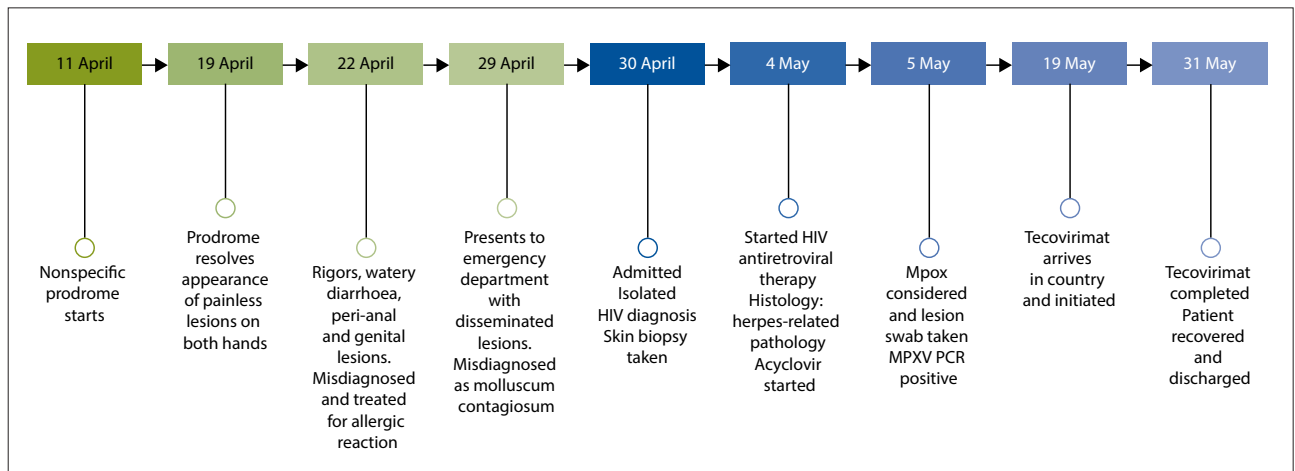 11 April
19 April
22 April
29 April
30 April
4 May
5 May
19 May
31 May
Nonspecific
prodrome
starts
Prodrome
resolves
appearance
of painless
lesions on
both hands
Rigors, watery
diarrhoea,
peri-anal
and genital
lesions.
Misdiagnosed
and treated
for allergic
reaction
Presents to
emergency
department
with
disseminated
lesions.
Misdiagnosed
as molluscum
contagiosum
Admitted
Isolated
HIV diagnosis
Skin biopsy
taken
Started HIV
antiretroviral
therapy
Histology:
herpes-related
pathology
Acyclovir
started
Mpox
considered
and lesion
swab taken
MPXV PCR
positive
Tecovirimat
arrives
in country
and initiated
Tecovirimat
completed
Patient
recovered
and
discharged